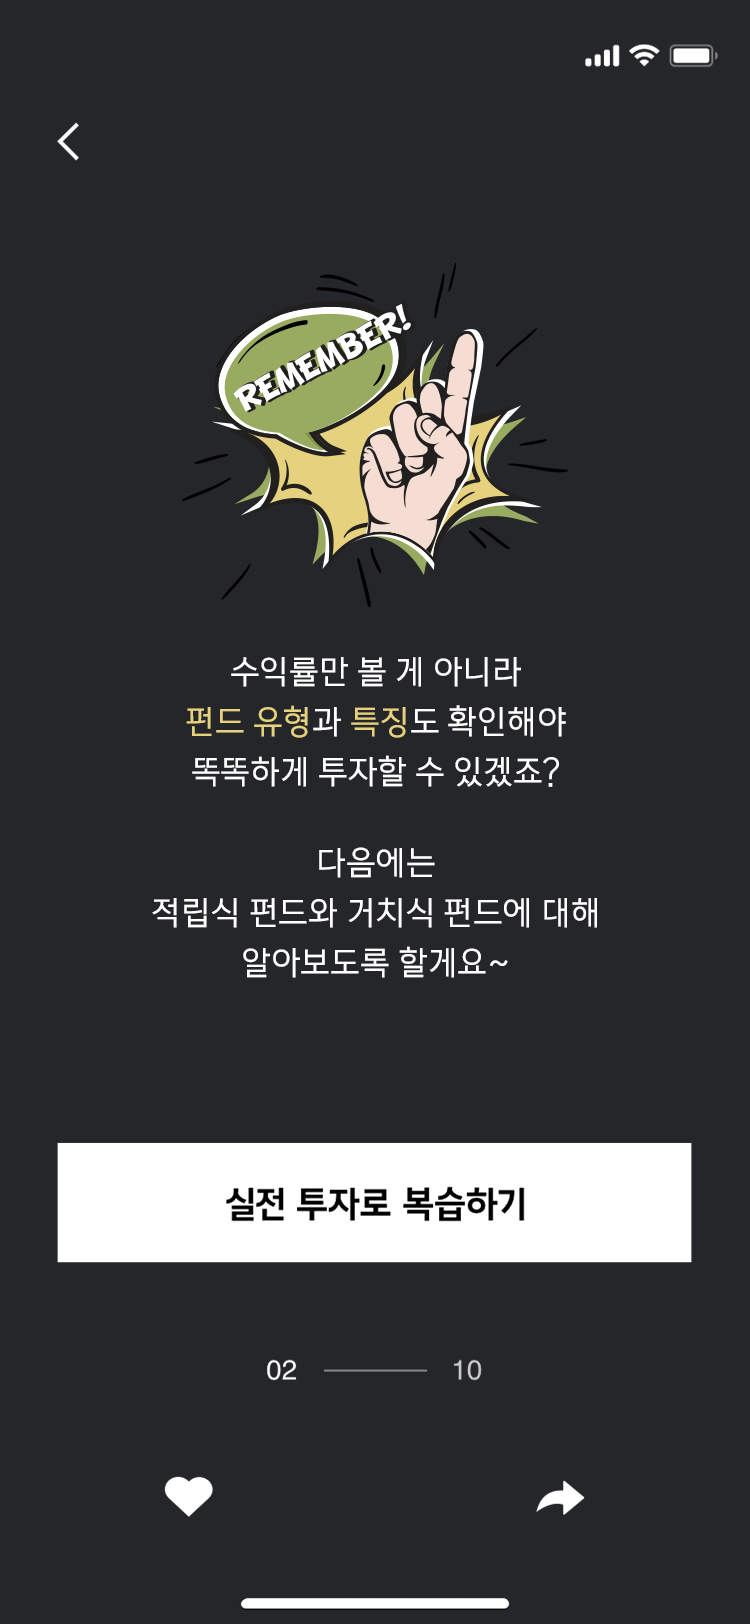 REMEMBER!
수익률만 볼 게 아니라
펀드 유형과 특징도 확인해야
똑똑하게 투자할 수 있겠죠?
다음에는
적립식 펀드와 거치식 펀드에 대해
알아보도록 할게요~
실전 투자로 복습하기
02
10